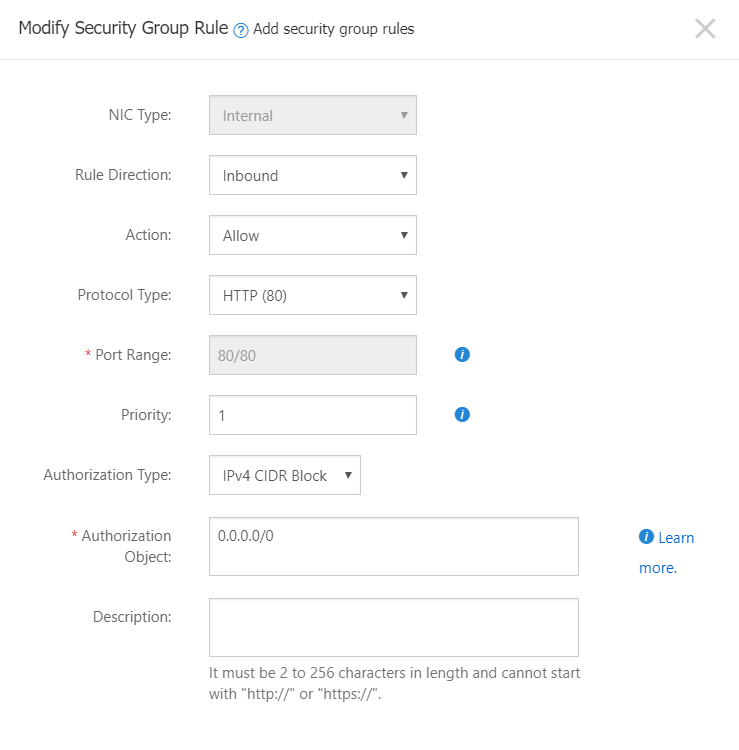 Modify Security Group Rule ? Add security group rules
NIC Type: Internal
Rule Direction: Inbound
Action: Allow
Protocol Type: HTTP (80)
* Port Range: 80/80
Priority: 1
Authorization Type: IPv4 CIDR Block
* Authorization
Object:
0.0.0.0/0
Learn
more.
Description:
It must be 2 to 256 characters in length and cannot start
with "http://" or "https://".